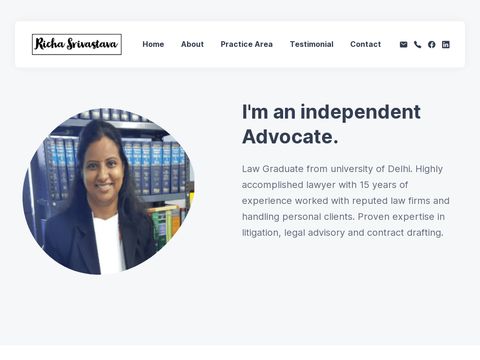 Richa Srivastava
Home About Practice Area Testimonial Contact
I'm an independent
Advocate.
Law Graduate from university of Delhi. Highly
accomplished lawyer with 15 years of
experience worked with reputed law firms and
handling personal clients. Proven expertise in
litigation, legal advisory and contract drafting.